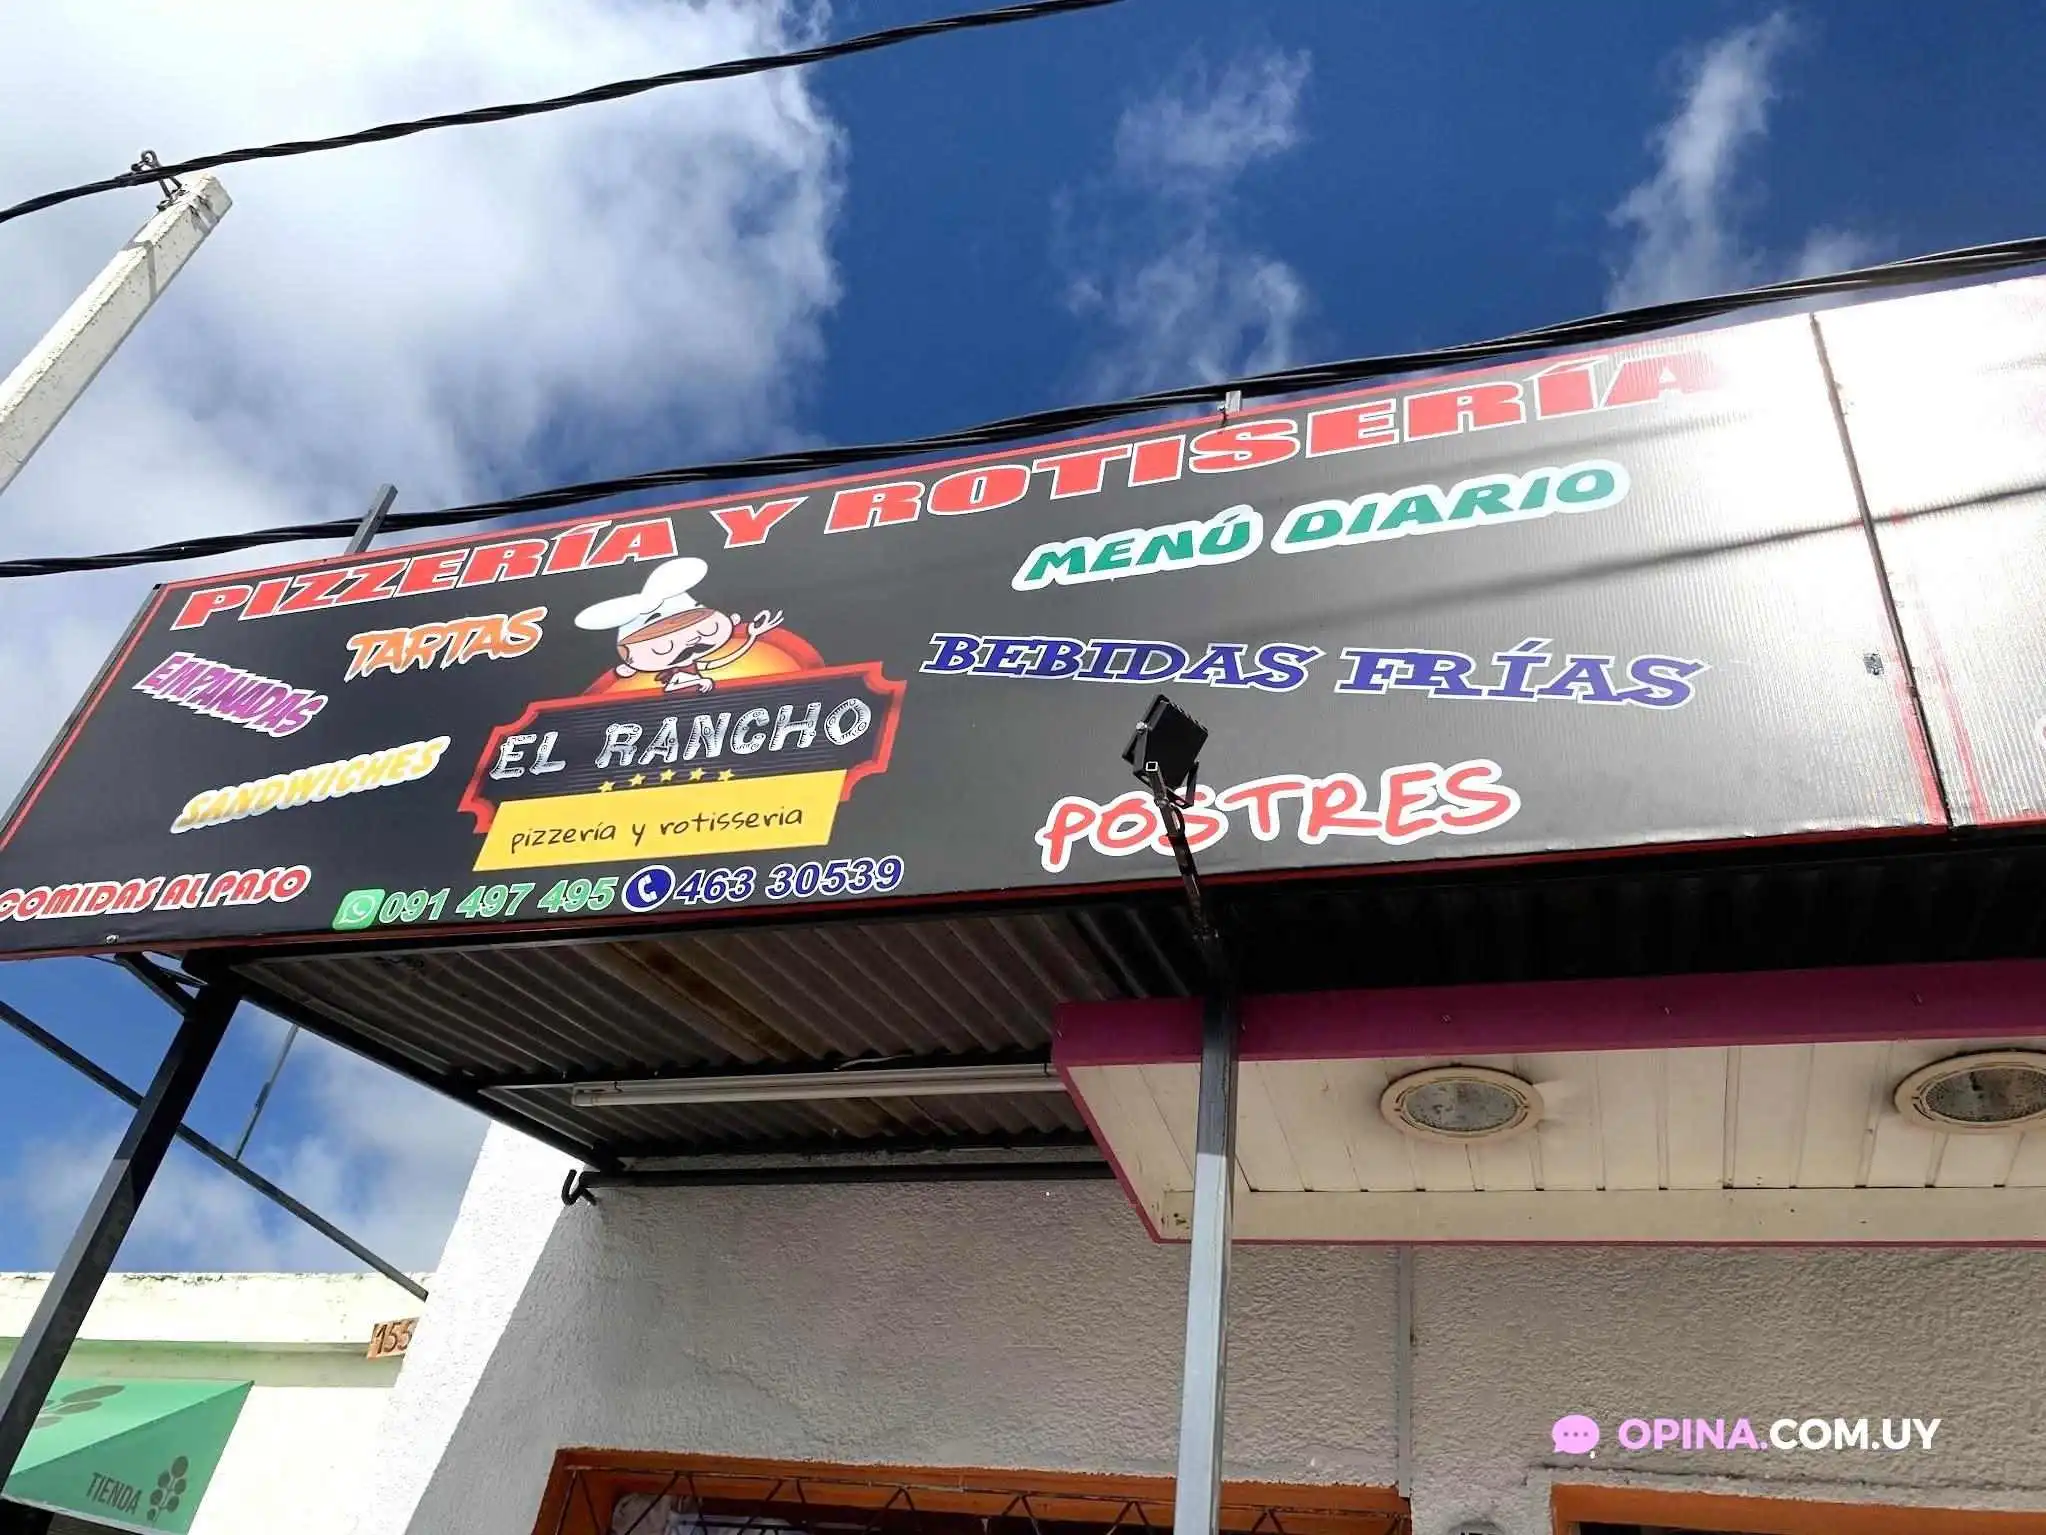 PIZZERÍA Y ROTISERÍA
MENÚ DIARIO
TARTAS
EMPANADAS
BEBIDAS FRÍAS
EL RANCHO
SANDWICHES
pizzería y rotisseria
POSTRES
COMIDAS AL PASO
091 497 495 463 30539
155
TIENDA
OPINA.COM.UY